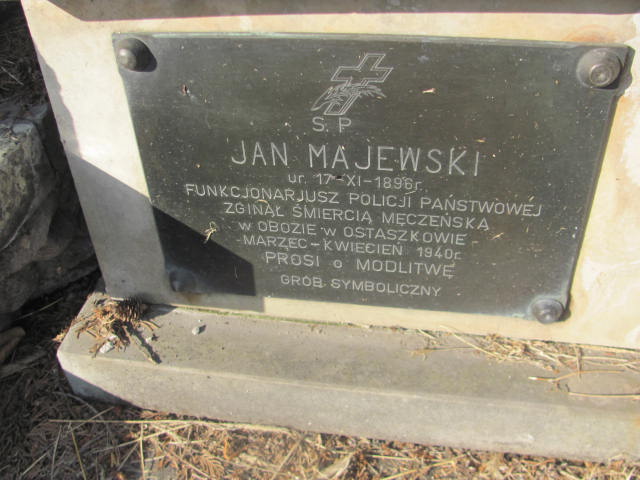 Ś. P.
JAN MAJEWSKI
ur. 17-XI-1896r.
FUNKCJONARJUSZ POLICJI PAŃSTWOWEJ
ZGINĄŁ ŚMIERCIĄ MĘCZEŃSKĄ
w OBOZIE w OSTASZKOWIE
MARZEC-KWIECIEŃ 1940r.
PROSI o MODLITWĘ
GRÓB SYMBOLICZNY